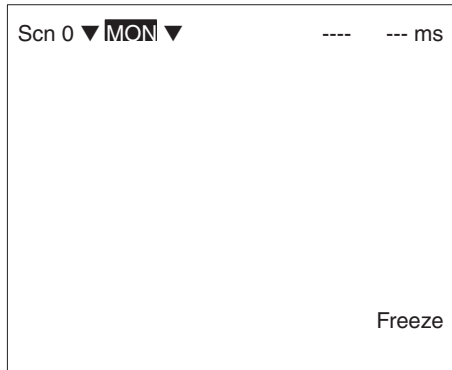 Scn 0 ▼ MON ▼ ---- --- ms
Freeze